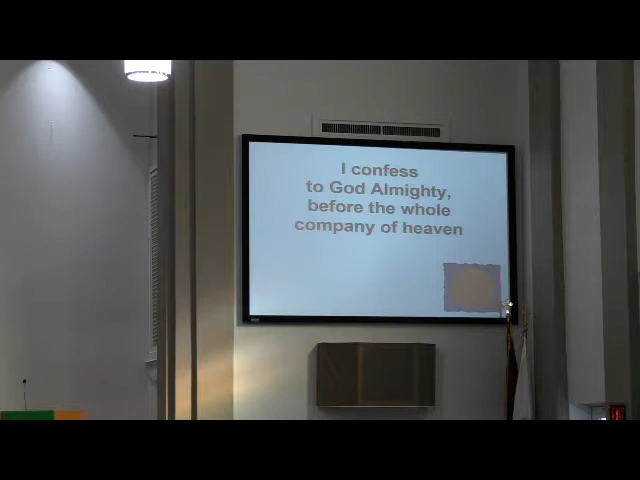 I confess
to God Almighty,
before the whole
company of heaven